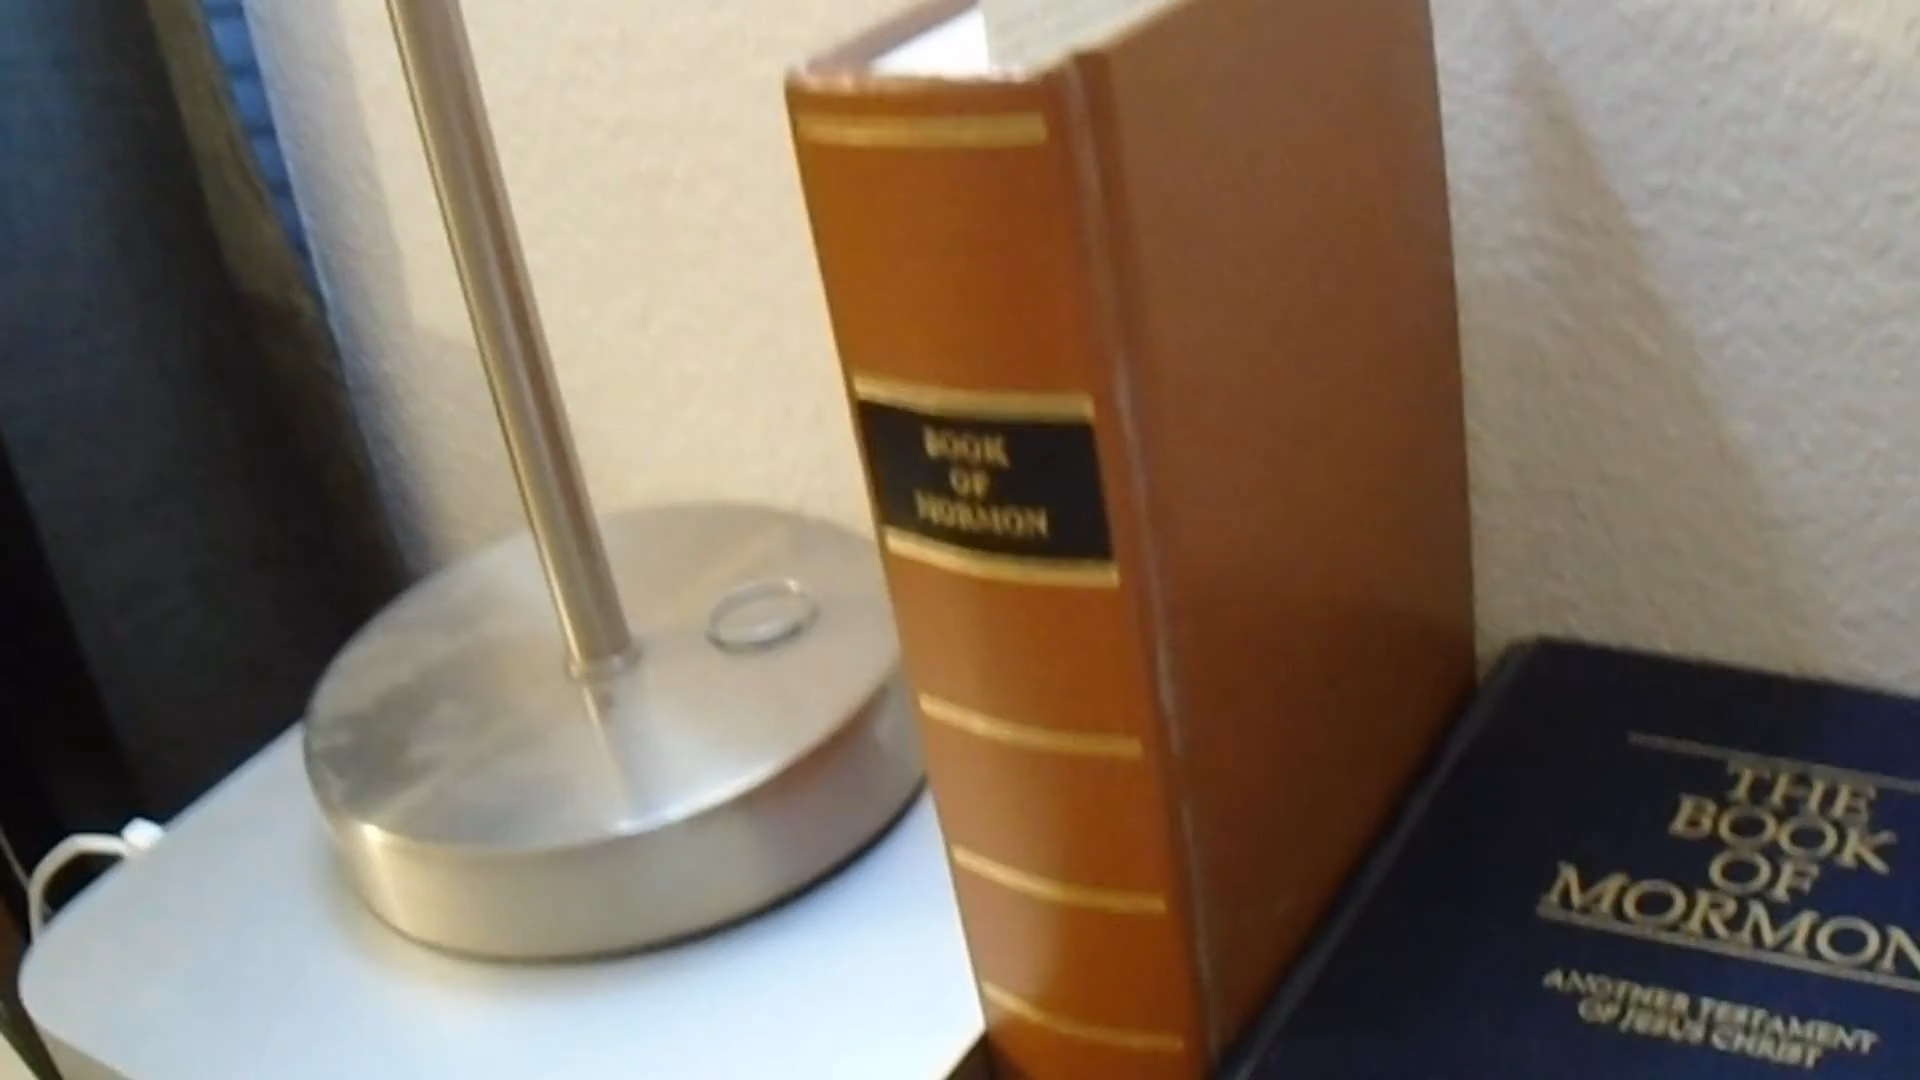 BOOK
OF
MORMON
THE
BOOK
OF
MORMON
ANOTHER TESTAMENT
OF JESUS CHRIST